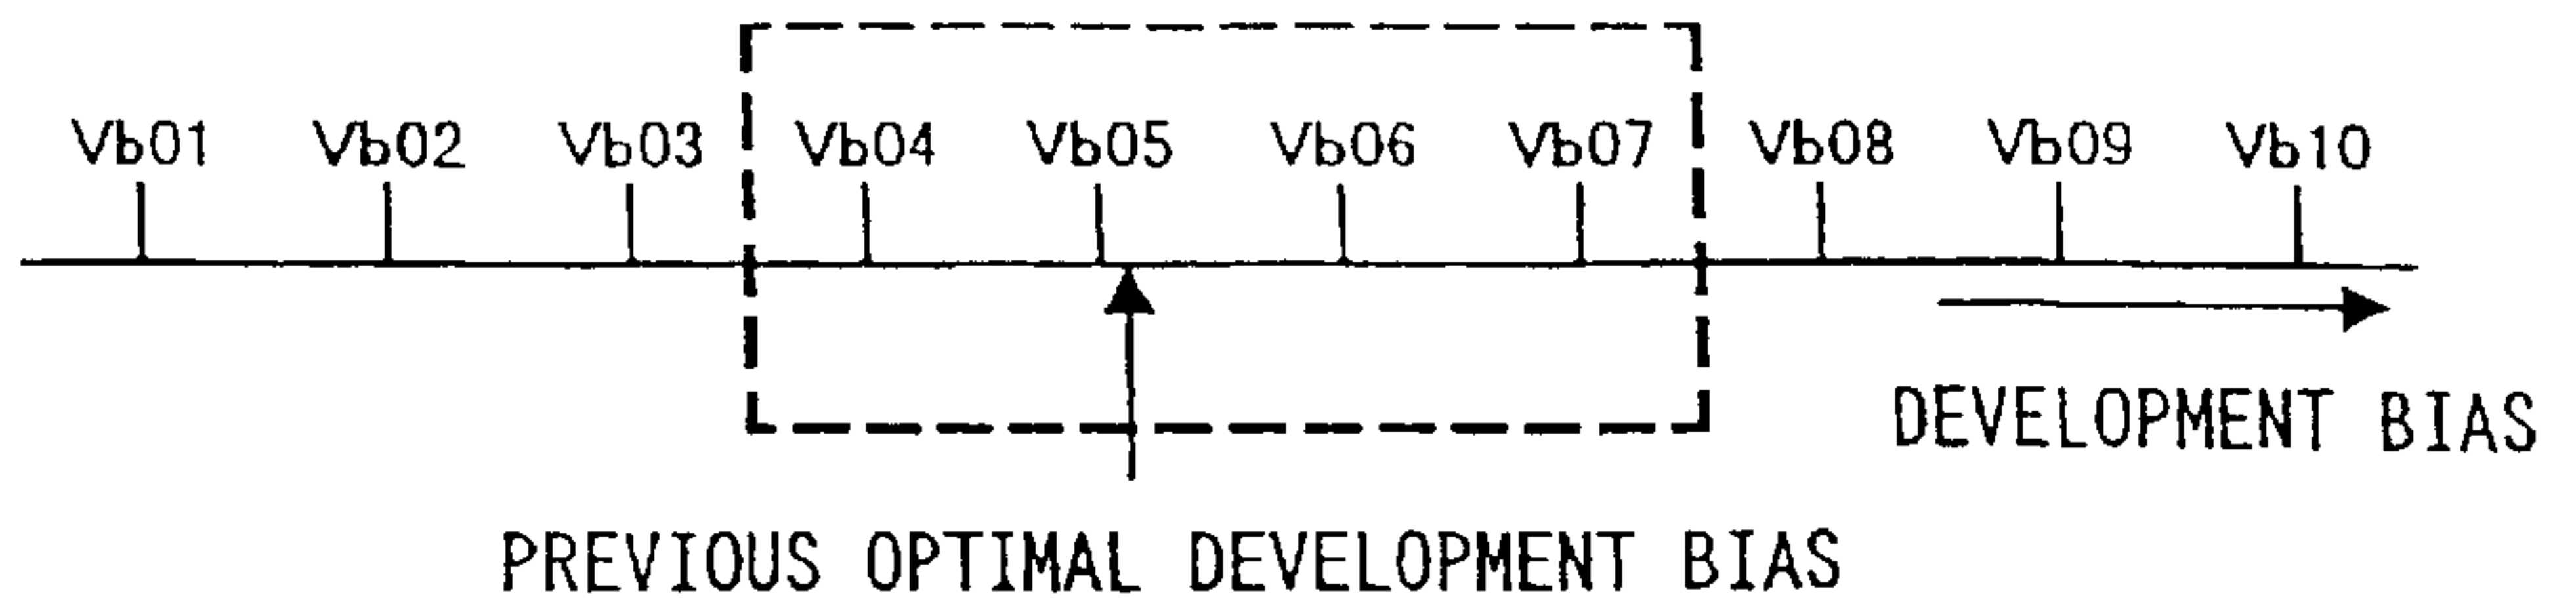 Vb01 Vb02 Vb03 Vb04 Vb05 Vb06 Vb07 Vb08 Vb09 Vb10
DEVELOPMENT BIAS
PREVIOUS OPTIMAL DEVELOPMENT BIAS